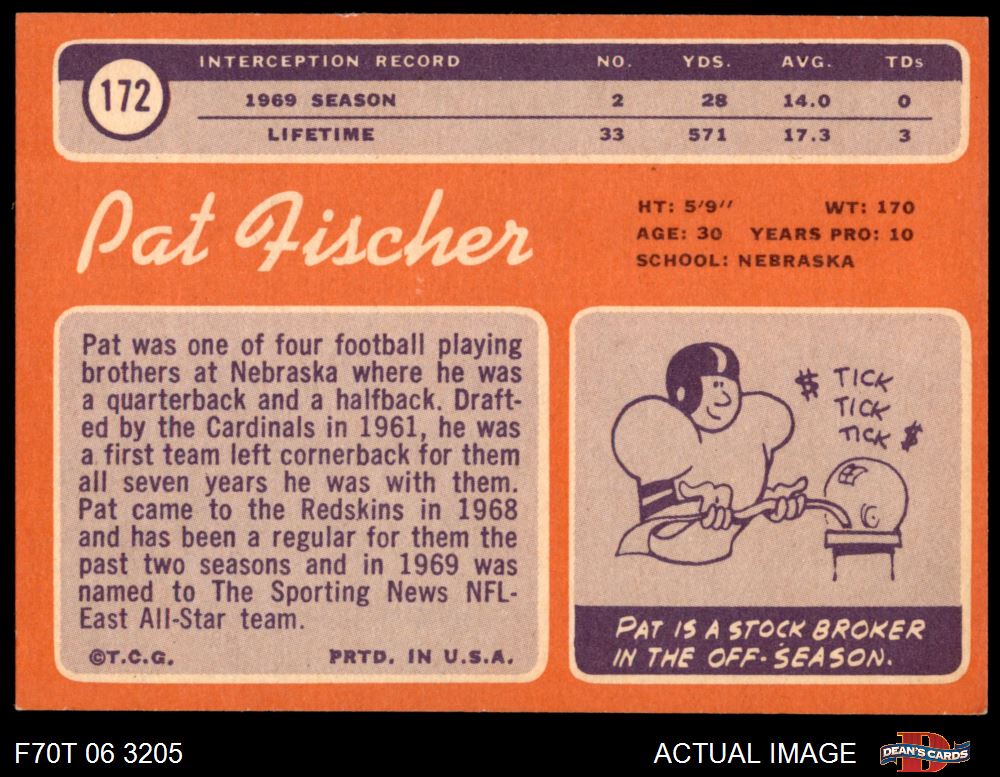 172
INTERCEPTION RECORD NO. YDS. AVG. TDs
1969 SEASON 2 28 14.0 0
LIFETIME 33 571 17.3 3
Pat Fischer
HT: 5'9" WT: 170
AGE: 30 YEARS PRO: 10
SCHOOL: NEBRASKA
Pat was one of four football playing
brothers at Nebraska where he was
a quarterback and a halfback. Draft-
ed by the Cardinals in 1961, he was
a first team left cornerback for them
all seven years he was with them.
Pat came to the Redskins in 1968
and has been a regular for them the
past two seasons and in 1969 was
named to The Sporting News NFL-
East All-Star team.
©T.C.G. PRTD. IN U.S.A.
$ TICK
TICK
TICK $
PAT IS A STOCK BROKER
IN THE OFF-SEASON.
F70T 06 3205 ACTUAL IMAGE D DEAN'S CARDS